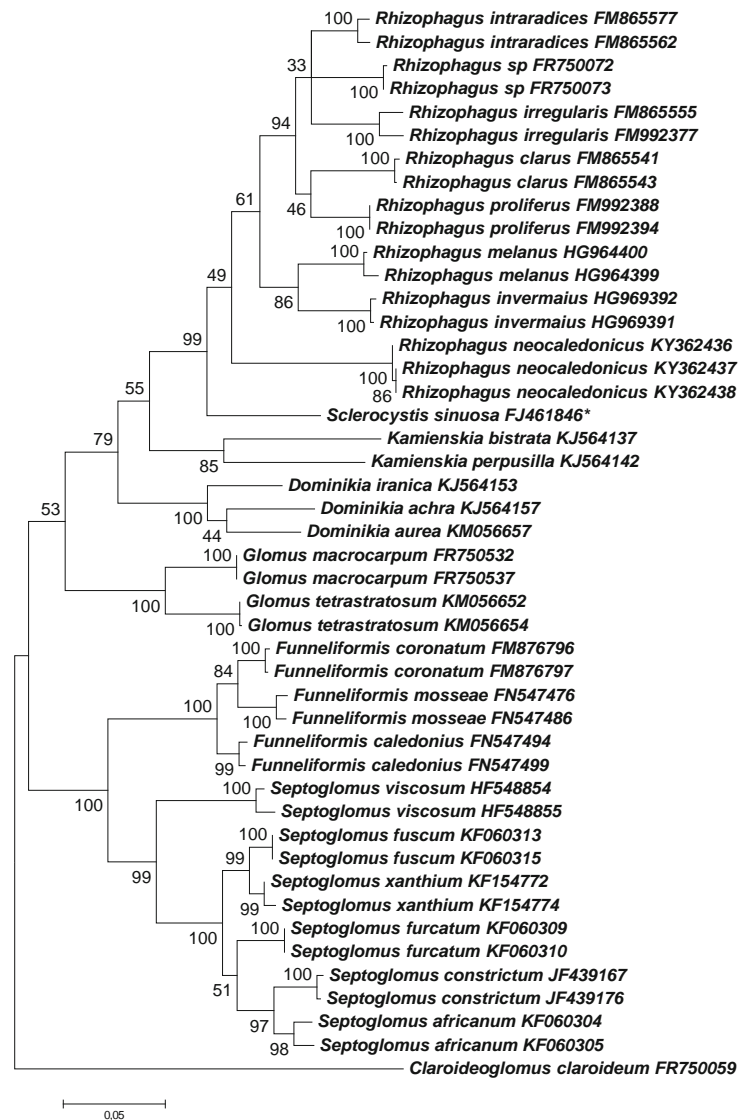 100 Rhizophagus intraradices FM865577
Rhizophagus intraradices FM865562
33 Rhizophagus sp FR750072
100 Rhizophagus sp FR750073
Rhizophagus irregularis FM865555
94 100 Rhizophagus irregularis FM992377
100 Rhizophagus clarus FM865541
Rhizophagus clarus FM865543
61 46 Rhizophagus proliferus FM992388
100 Rhizophagus proliferus FM992394
100 Rhizophagus melanus HG964400
49 Rhizophagus melanus HG964399
86 Rhizophagus invermaius HG969392
100 Rhizophagus invermaius HG969391
99 Rhizophagus neocaledonicus KY362436
100 Rhizophagus neocaledonicus KY362437
55 86 Rhizophagus neocaledonicus KY362438
Sclerocystis sinuosa FJ461846*
79 Kamienskia bistrata KJ564137
85 Kamienskia perpusilla KJ564142
Dominikia iranica KJ564153
53 100 Dominikia achra KJ564157
44 Dominikia aurea KM056657
100 Glomus macrocarpum FR750532
Glomus macrocarpum FR750537
100 Glomus tetrastratosum KM056652
100 Glomus tetrastratosum KM056654
100 Funneliformis coronatum FM876796
84 Funneliformis coronatum FM876797
100 Funneliformis mosseae FN547476
100 Funneliformis mosseae FN547486
Funneliformis caledonius FN547494
99 Funneliformis caledonius FN547499
100 100 Septoglomus viscosum HF548854
Septoglomus viscosum HF548855
100 Septoglomus fuscum KF060313
99 99 Septoglomus fuscum KF060315
Septoglomus xanthium KF154772
99 Septoglomus xanthium KF154774
100 100 Septoglomus furcatum KF060309
Septoglomus furcatum KF060310
51 100 Septoglomus constrictum JF439167
Septoglomus constrictum JF439176
97 Septoglomus africanum KF060304
98 Septoglomus africanum KF060305
Claroideoglomus claroideum FR750059
0,05